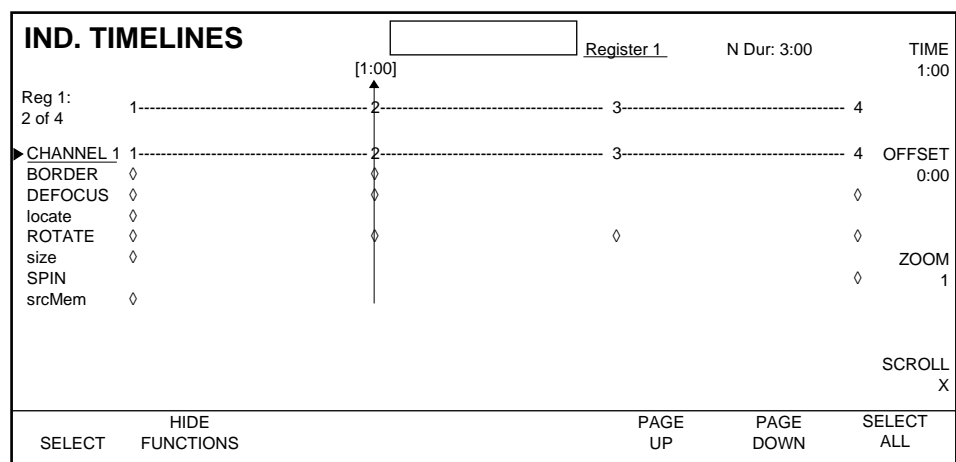 IND. TIMELINES
Register 1 N Dur: 3:00 TIME
[1:00] 1:00
Reg 1:
2 of 4
1 2 3 4
CHANNEL 1 1 2 3 4 OFFSET
BORDER 0:00
DEFOCUS
locate
ROTATE
size ZOOM
SPIN 1
srcMem
SCROLL
X
SELECT
HIDE
FUNCTIONS
PAGE
UP
PAGE
DOWN
SELECT
ALL